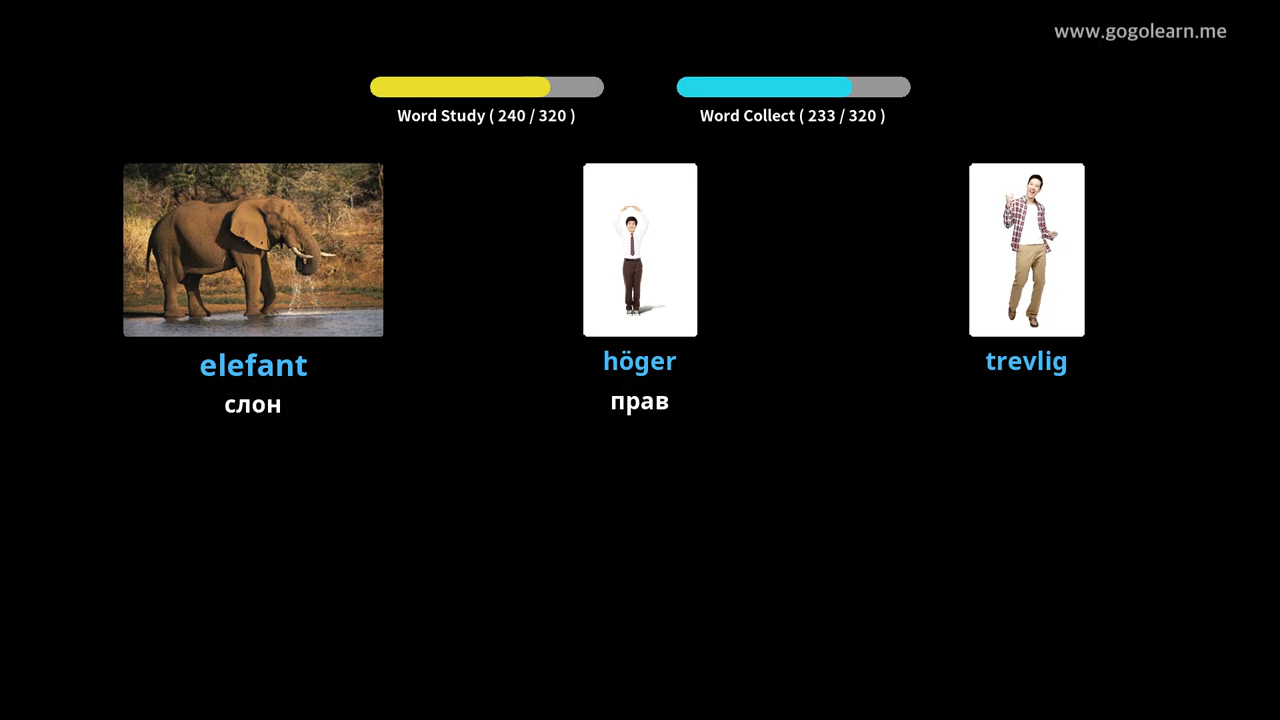 www.gogolearn.me
Word Study ( 240 / 320 )
Word Collect ( 233 / 320 )
elefant
höger
trevlig
слон
прав